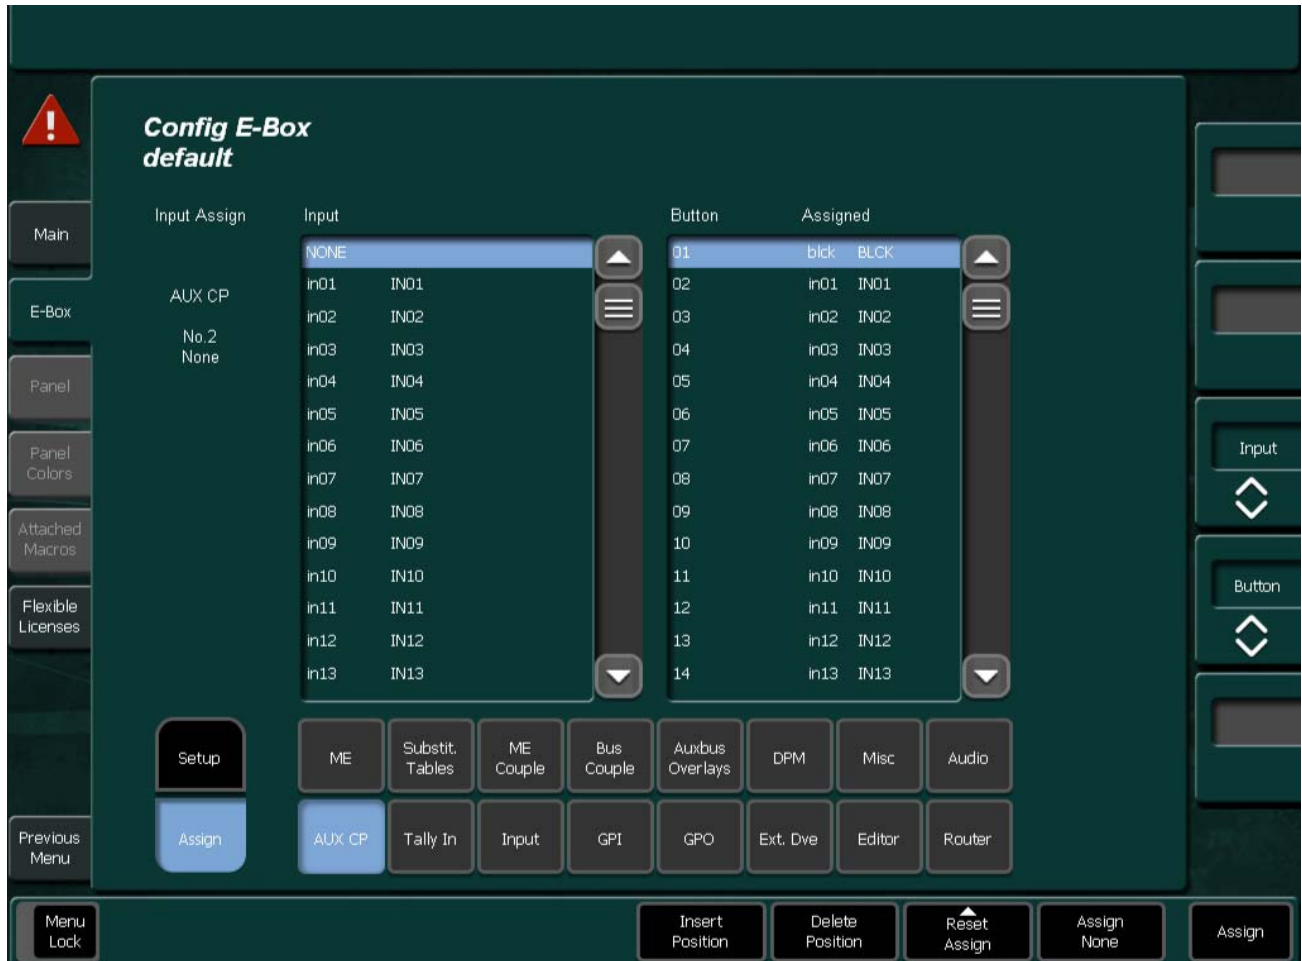 Config E-Box
default
Input Assign
Input
Button
Assigned
Main
E-Box
Panel
Panel
Colors
Attached
Macros
Flexible
Licenses
Previous
Menu
AUX CP
No.2
None
NONE
in01 IN01
in02 IN02
in03 IN03
in04 IN04
in05 IN05
in06 IN06
in07 IN07
in08 IN08
in09 IN09
in10 IN10
in11 IN11
in12 IN12
in13 IN13
01 blck BLCK
02 in01 IN01
03 in02 IN02
04 in03 IN03
05 in04 IN04
06 in05 IN05
07 in06 IN06
08 in07 IN07
09 in08 IN08
10 in09 IN09
11 in10 IN10
12 in11 IN11
13 in12 IN12
14 in13 IN13
Input
Button
Setup
ME
Substit.
Tables
ME
Couple
Bus
Couple
Auxbus
Overlays
DPM
Misc
Audio
Assign
AUX CP
Tally In
Input
GPI
GPO
Ext. Dve
Editor
Router
Menu
Lock
Insert
Position
Delete
Position
Reset
Assign
Assign
None
Assign